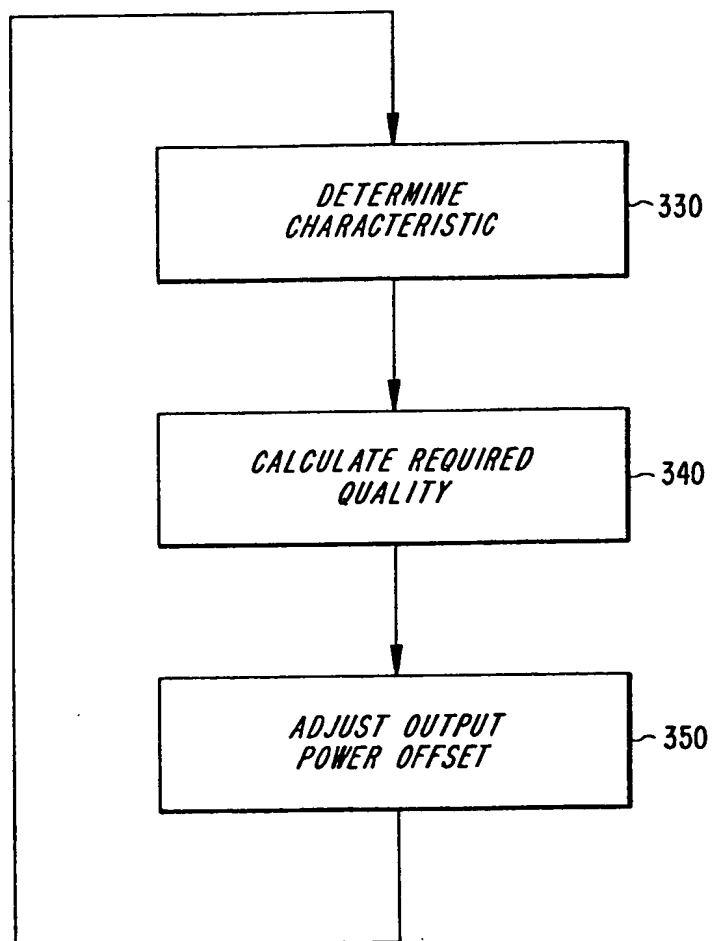 DETERMINE
CHARACTERISTIC
330
CALCULATE REQUIRED
QUALITY
340
ADJUST OUTPUT
POWER OFFSET
350